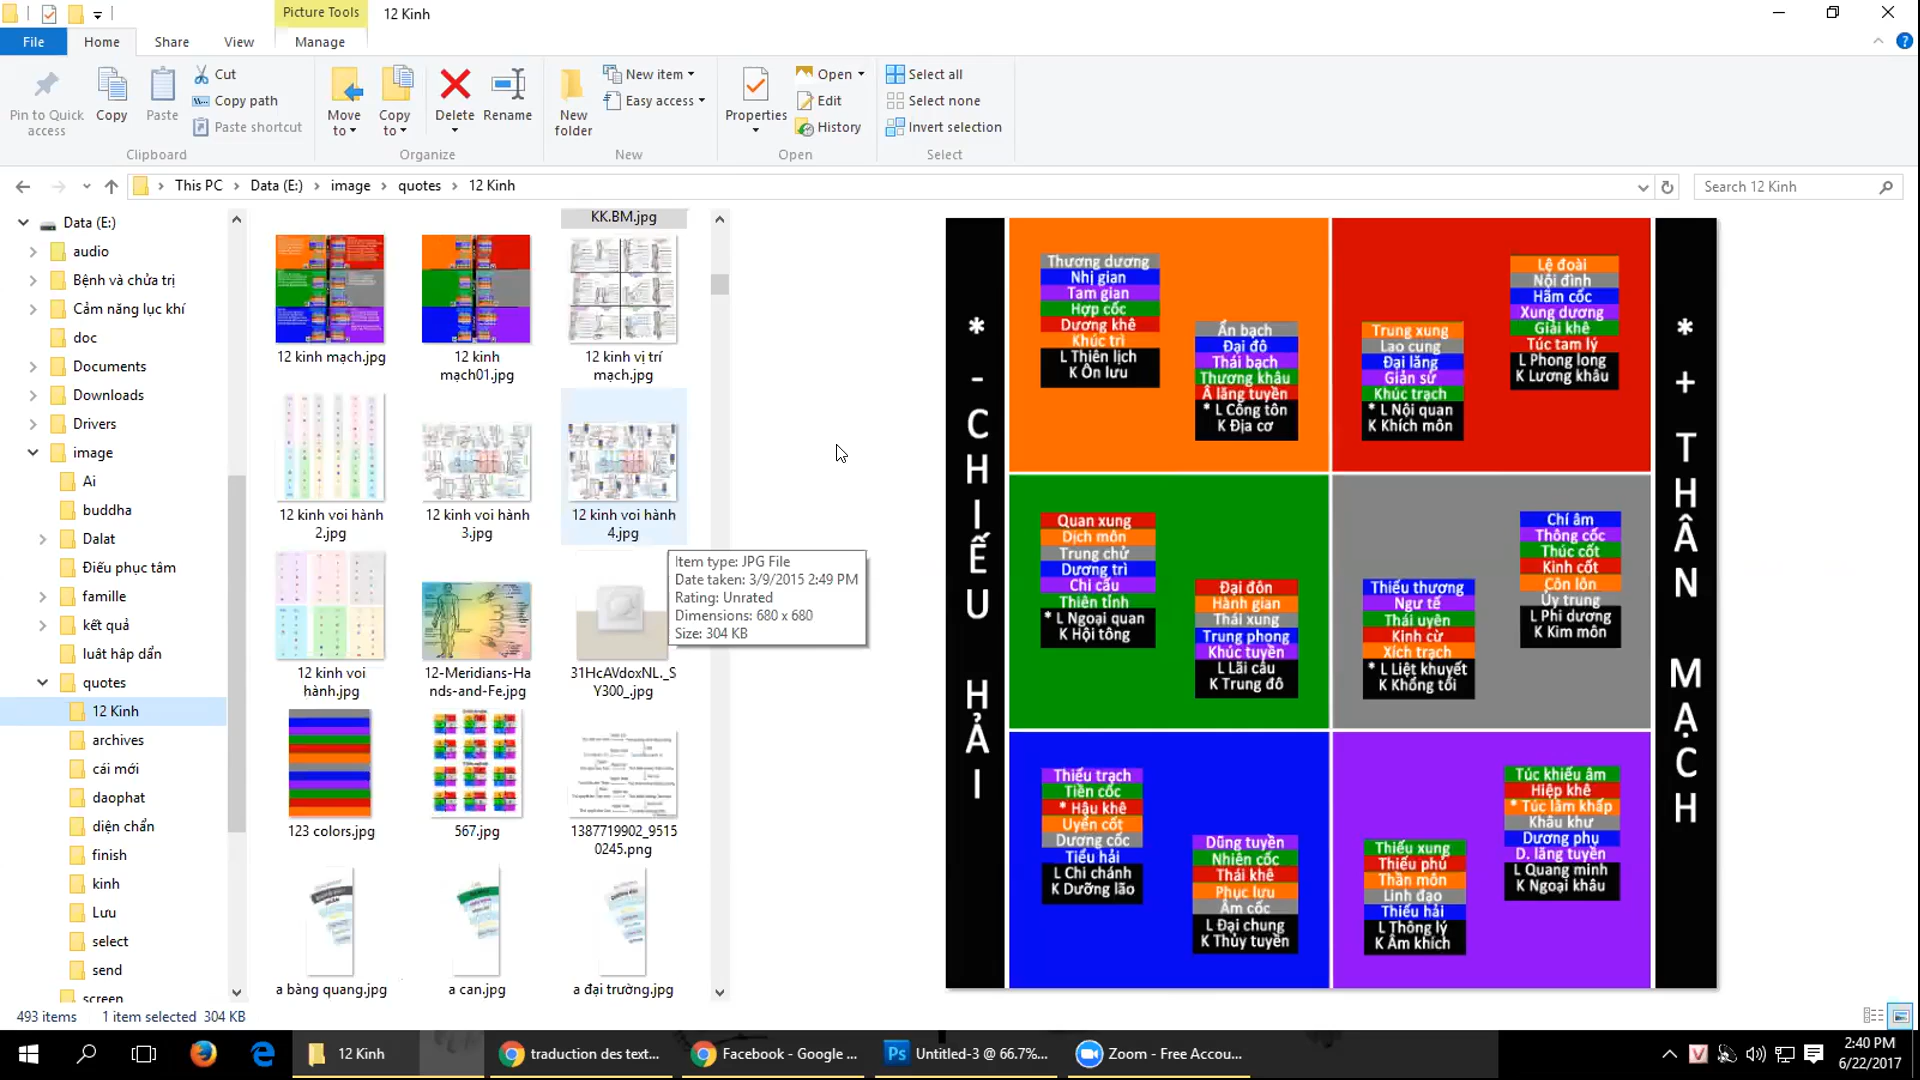 Picture Tools
12 Kinh
File
Home
Share
View
Manage
Pin to Quick access
Copy
Paste
Cut
Copy path
Paste shortcut
Clipboard
Move to
Copy to
Delete
Rename
Organize
New folder
New item
Easy access
New
Properties
Open
Edit
History
Open
Select all
Select none
Invert selection
Select
This PC > Data (E:) > image > quotes > 12 Kinh
Search 12 Kinh
Data (E:)
audio
Bệnh và chửa trị
Cảm năng lục khí
doc
Documents
Downloads
Drivers
image
Ai
buddha
Dalat
Điếu phục tâm
famille
kết quả
luât hâp dẩn
quotes
12 Kinh
archives
cái mới
daophat
diện chẩn
finish
kinh
Lưu
select
send
screen
KK.BM.jpg
12 kinh mạch.jpg
12 kinh mạch01.jpg
12 kinh vị trí mạch.jpg
12 kinh voi hành 2.jpg
12 kinh voi hành 3.jpg
12 kinh voi hành 4.jpg
12 kinh voi hành.jpg
12-Meridians-Hands-and-Fe.jpg
31HcAVdoxNL._SY300_.jpg
123 colors.jpg
567.jpg
1387719902_95150245.png
a bàng quang.jpg
a can.jpg
a đại trường.jpg
Item type: JPG File
Date taken: 3/9/2015 2:49 PM
Rating: Unrated
Dimensions: 680 x 680
Size: 304 KB
* - CHIẾU HẢI
Thương dương
Nhị gian
Tam gian
Hợp cốc
Dương khê
Khúc trì
L Thiên lịch
K Ôn lưu
Ẩn bạch
Đại đô
Thái bạch
Thương khâu
Â lăng tuyền
* L Công tôn
K Địa cơ
Trung xung
Lao cung
Đại lăng
Giản sử
Khúc trạch
* L Nội quan
K Khích môn
Lệ đoài
Nội đình
Hãm cốc
Xung dương
Giải khê
Túc tam lý
L Phong long
K Lương khâu
Quan xung
Dịch môn
Trung chử
Dương trì
Chi cấu
Thiên tỉnh
* L Ngoại quan
K Hội tông
Đại đôn
Hành gian
Thái xung
Trung phong
Khúc tuyền
L Lãi câu
K Trung đô
Thiếu thương
Ngư tế
Thái uyên
Kinh cừ
Xích trạch
* L Liệt khuyết
K Khổng tối
Chí âm
Thông cốc
Thúc cốt
Kinh cốt
Côn lôn
Ủy trung
L Phi dương
K Kim môn
Thiếu trạch
Tiền cốc
* Hậu khê
Uyển cốt
Dương cốc
Tiểu hải
L Chi chánh
K Dưỡng lão
Dũng tuyền
Nhiên cốc
Thái khê
Phục lưu
Âm cốc
L Đại chung
K Thủy tuyền
Thiếu xung
Thiếu phủ
Thần môn
Linh đạo
Thiếu hải
L Thông lý
K Âm khích
Túc khiếu âm
Hiệp khê
* Túc lâm khấp
Khâu khư
Dương phụ
D. lăng tuyền
L Quang minh
K Ngoại khâu
* + THÂN MẠCH
493 items
1 item selected 304 KB
12 Kinh
traduction des text...
Facebook - Google ...
Ps Untitled-3 @ 66.7%...
Zoom - Free Accou...
2:40 PM
6/22/2017